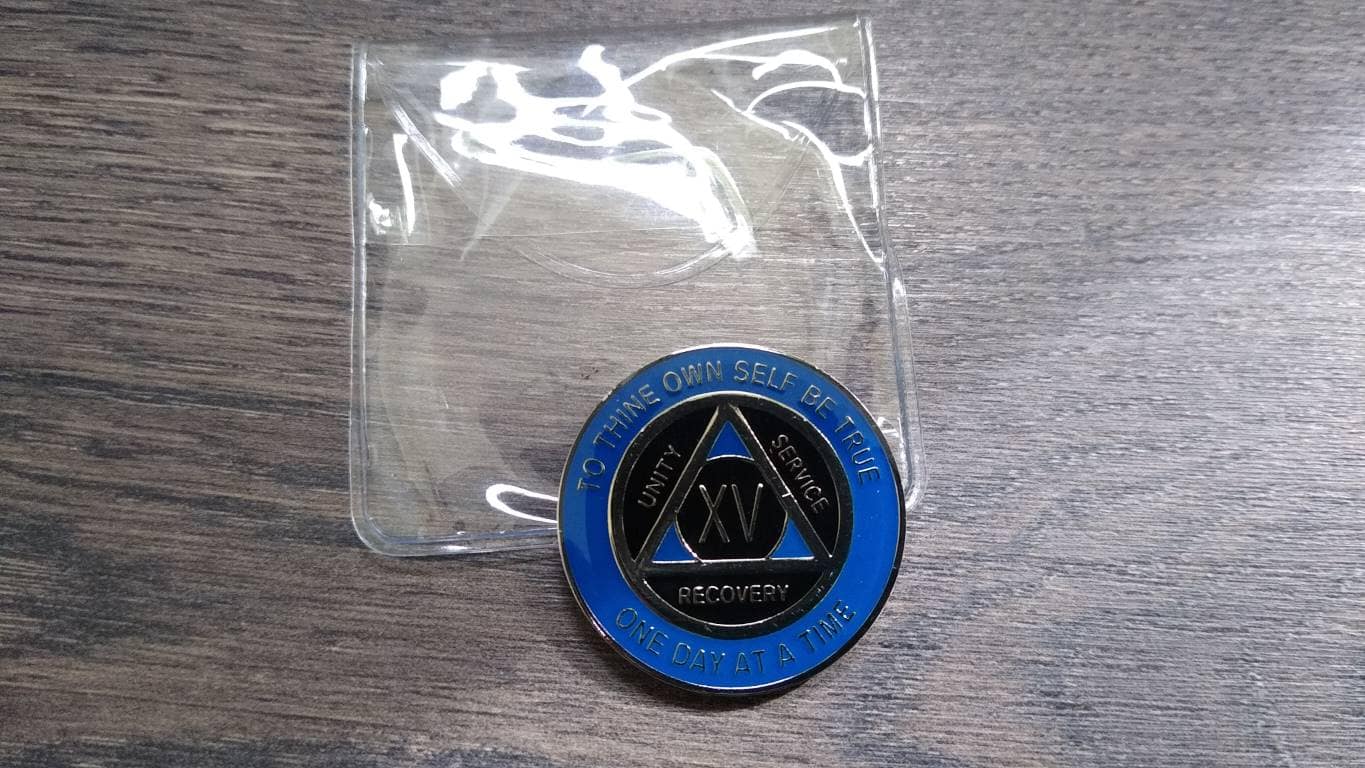 TO THINE OWN SELF BE TRUE
UNITY
SERVICE
XV
RECOVERY
ONE DAY AT A TIME